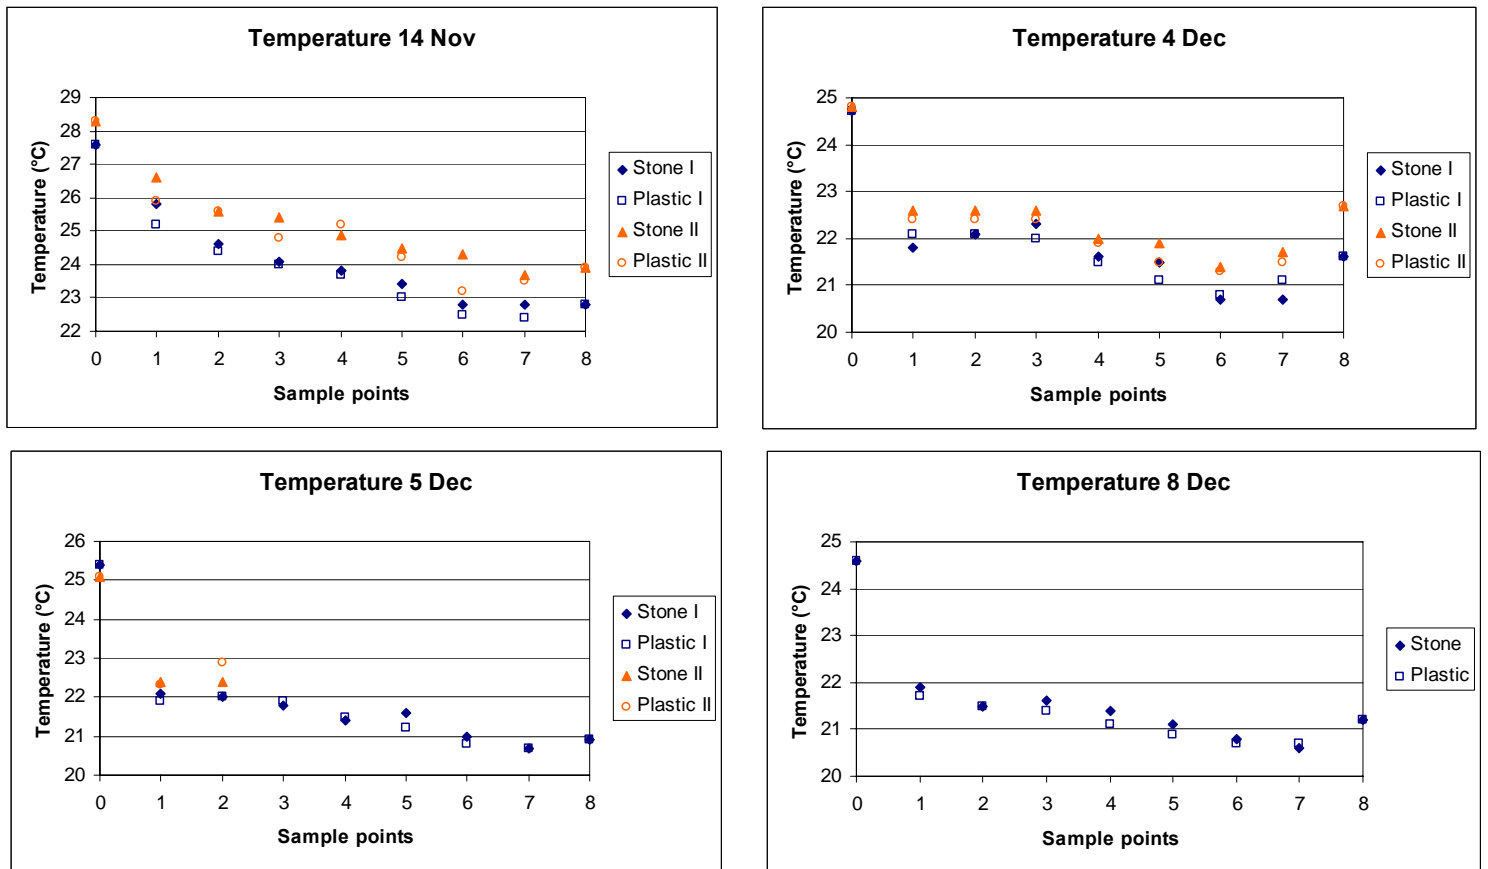 Temperature 14 Nov
Temperature (°C)
29
28
27
26
25
24
23
22
0 1 2 3 4 5 6 7 8
Sample points
Stone I
Plastic I
Stone II
Plastic II
Temperature 4 Dec
Temperature (°C)
25
24
23
22
21
20
0 1 2 3 4 5 6 7 8
Sample points
Stone I
Plastic I
Stone II
Plastic II
Temperature 5 Dec
Temperature (°C)
26
25
24
23
22
21
20
0 1 2 3 4 5 6 7 8
Sample points
Stone I
Plastic I
Stone II
Plastic II
Temperature 8 Dec
Temperature (°C)
25
24
23
22
21
20
0 1 2 3 4 5 6 7 8
Sample points
Stone
Plastic